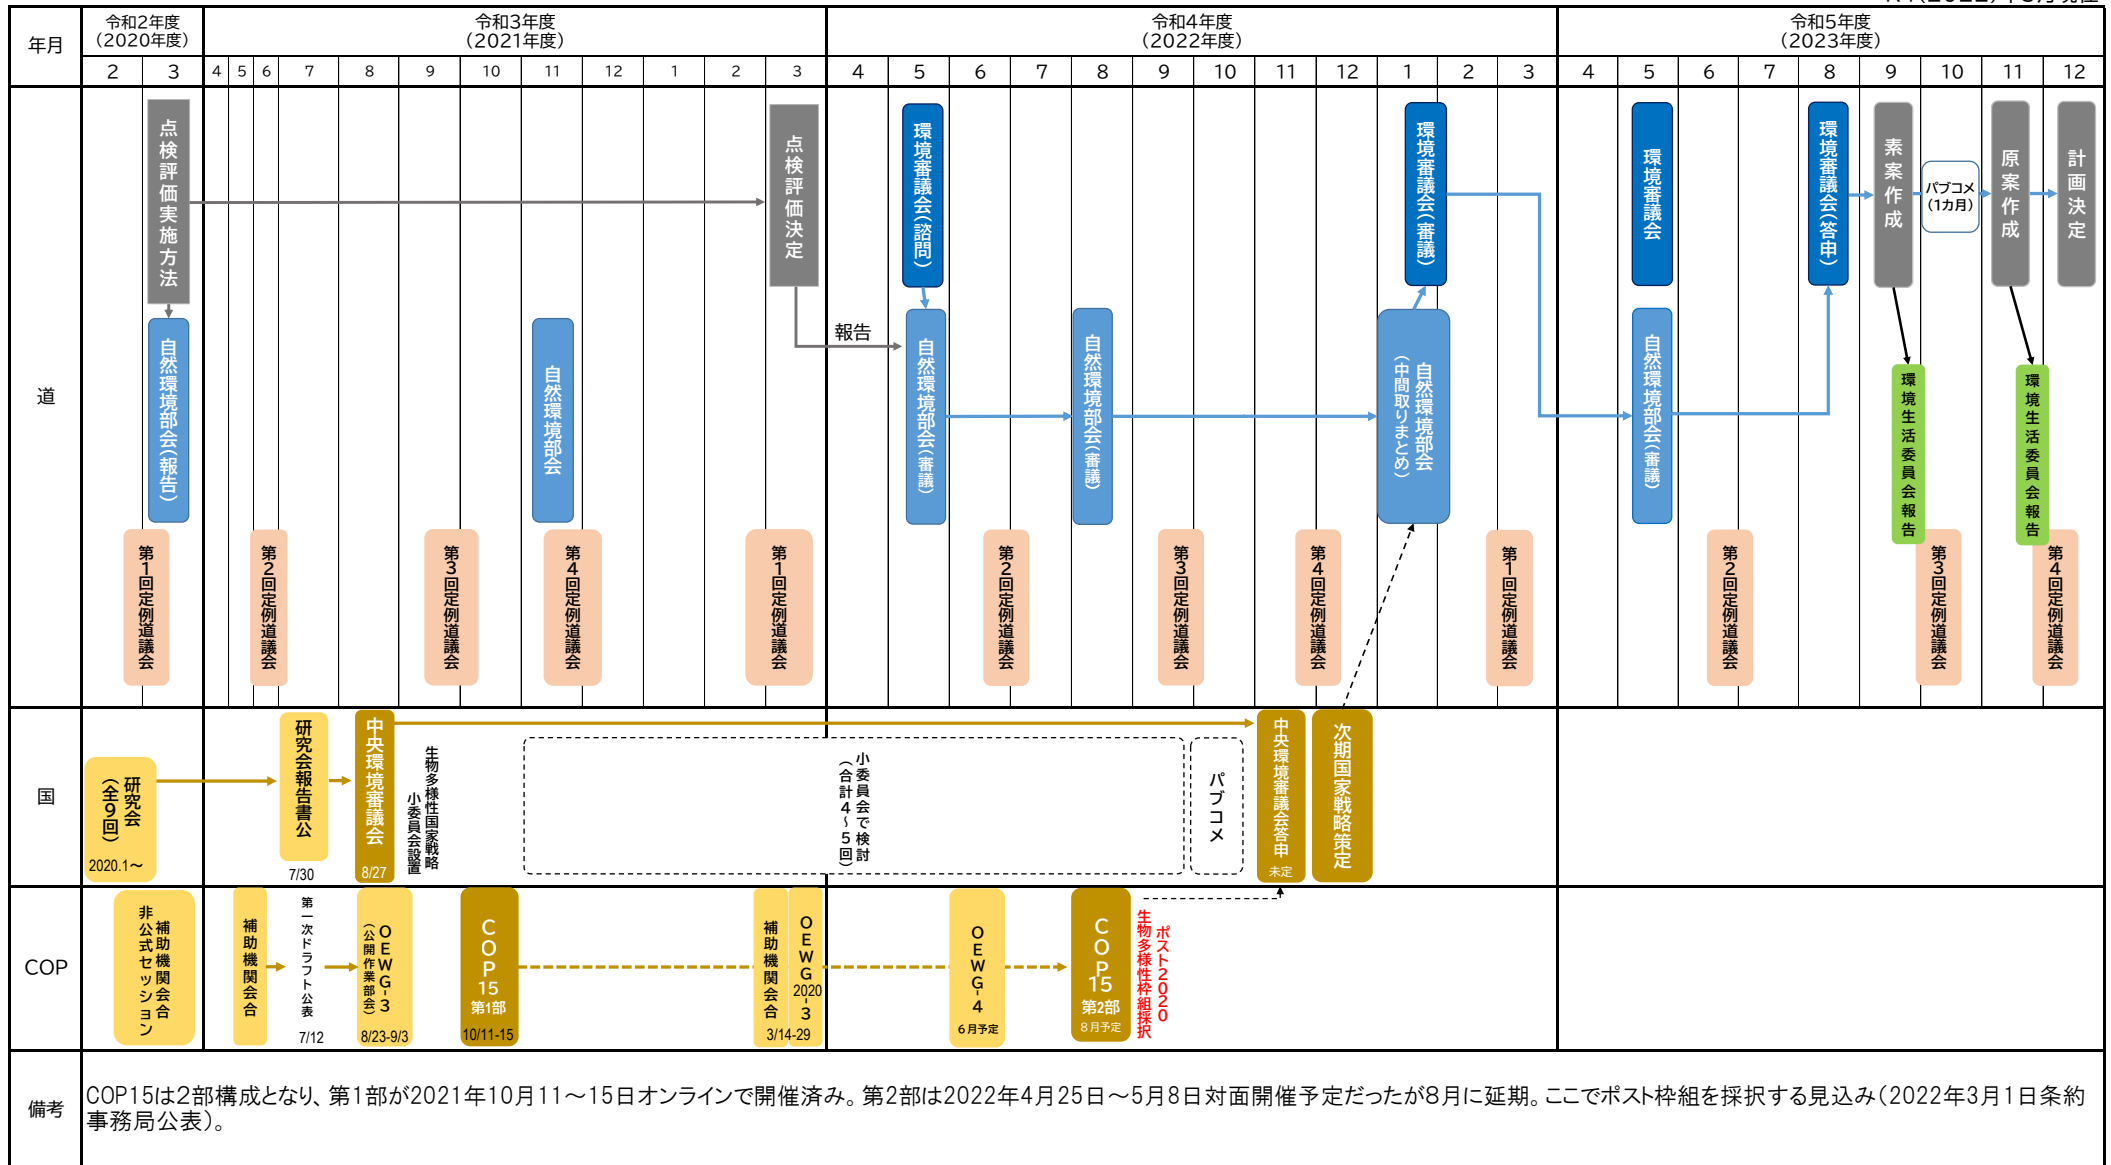 年月
令和2年度
(2020年度)
令和3年度
(2021年度)
令和4年度
(2022年度)
令和5年度
(2023年度)
2 3 4 5 6 7 8 9 10 11 12 1 2 3 4 5 6 7 8 9 10 11 12 1 2 3 4 5 6 7 8 9 10 11 12
道
点検評価実施方法
点検評価決定
環境審議会(諮問)
環境審議会(審議)
環境審議会
環境審議会(答申)
素案作成
パブコメ
(1カ月)
原案作成
計画決定
報告
自然環境部会(報告)
自然環境部会
自然環境部会(審議)
自然環境部会(審議)
自然環境部会
(中間取りまとめ)
自然環境部会(審議)
環境生活委員会報告
環境生活委員会報告
第1回定例道議会
第2回定例道議会
第3回定例道議会
第4回定例道議会
第1回定例道議会
第2回定例道議会
第3回定例道議会
第4回定例道議会
第1回定例道議会
第2回定例道議会
第3回定例道議会
第4回定例道議会
国
研究会
(全9回)
2020.1~
研究会報告書公
7/30
中央環境審議会
8/27
生物多様性国家戦略
小委員会設置
小委員会で検討
(合計4~5回)
パブコメ
中央環境審議会答申
未定
次期国家戦略策定
COP
補助機関会合
非公式セッション
補助機関会合
第一次ドラフト公表
7/12
OEWG-3
(公開作業部会)
8/23-9/3
COP15
第1部
10/11-15
補助機関会合
OEWG2020-3
3/14-29
OEWG-4
6月予定
COP15
第2部
8月予定
ポスト2020
生物多様性枠組採択
備考
COP15は2部構成となり、第1部が2021年10月11~15日オンラインで開催済み。第2部は2022年4月25日~5月8日対面開催予定だったが8月に延期。ここでポスト枠組を採択する見込み(2022年3月1日条約
事務局公表)。